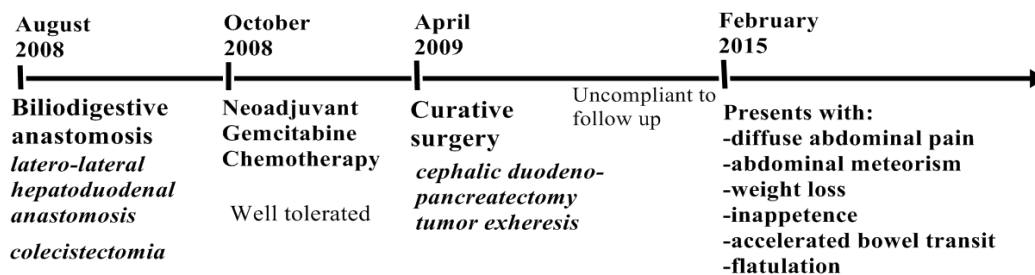 August
2008
Biliodigestive
anastomosis
latero-lateral
hepatoduodenal
anastomosis
colecistectomia
October
2008
Neoadjuvant
Gemcitabine
Chemotherapy
Well tolerated
April
2009
Curative
surgery
cephalic duodeno-
pancreatectomy
tumor exheresis
Uncompliant to
follow up
February
2015
Presents with:
-diffuse abdominal pain
-abdominal meteorism
-weight loss
-inappetence
-accelerated bowel transit
-flatulation